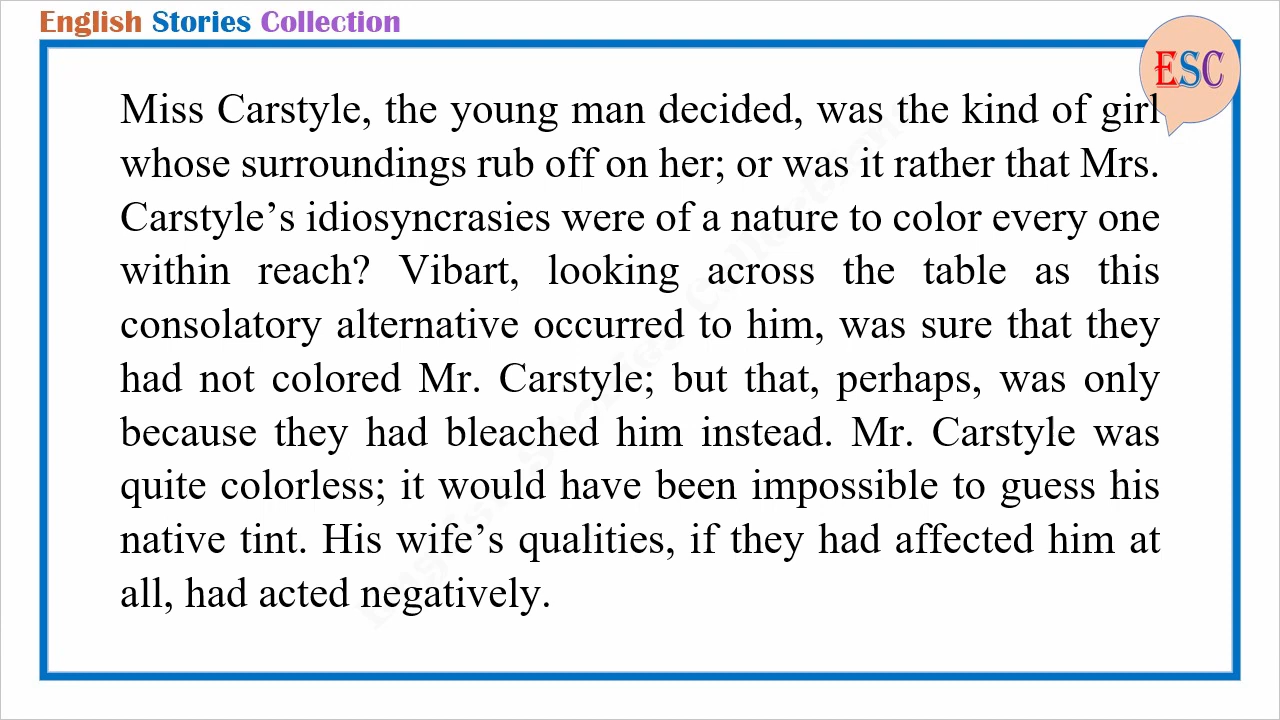 English Stories Collection
ESC
Miss Carstyle, the young man decided, was the kind of girl
whose surroundings rub off on her; or was it rather that Mrs.
Carstyle’s idiosyncrasies were of a nature to color every one
within reach? Vibart, looking across the table as this
consolatory alternative occurred to him, was sure that they
had not colored Mr. Carstyle; but that, perhaps, was only
because they had bleached him instead. Mr. Carstyle was
quite colorless; it would have been impossible to guess his
native tint. His wife’s qualities, if they had affected him at
all, had acted negatively.
English Stories Collection